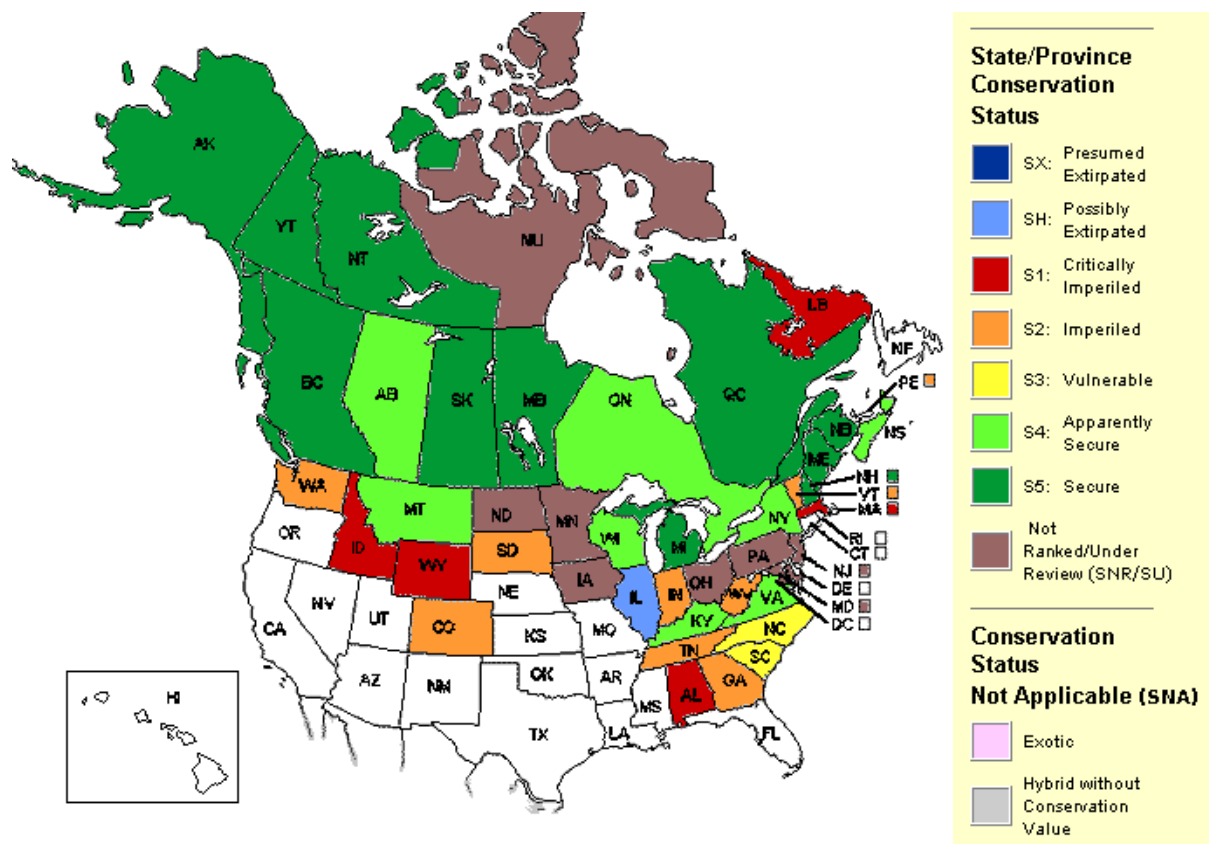 AK
YT
NT
NU
BC
AB
SK
MB
ON
QC
LB
NF
PE
NB
NS
ME
NH
VT
MA
RI
CT
NJ
DE
MD
DC
WA
MT
ND
MN
OR
ID
WY
SD
WI
MI
NY
PA
IA
NE
IL
IN
OH
WV
VA
NV
UT
CO
KS
MO
KY
NC
CA
TN
SC
AZ
NM
OK
AR
MS
AL
GA
TX
LA
FL
HI
State/Province
Conservation
Status
SX: Presumed
Extirpated
SH: Possibly
Extirpated
S1: Critically
Imperiled
S2: Imperiled
S3: Vulnerable
S4: Apparently
Secure
S5: Secure
Not
Ranked/Under
Review (SNR/SU)
Conservation
Status
Not Applicable (SNA)
Exotic
Hybrid without
Conservation
Value